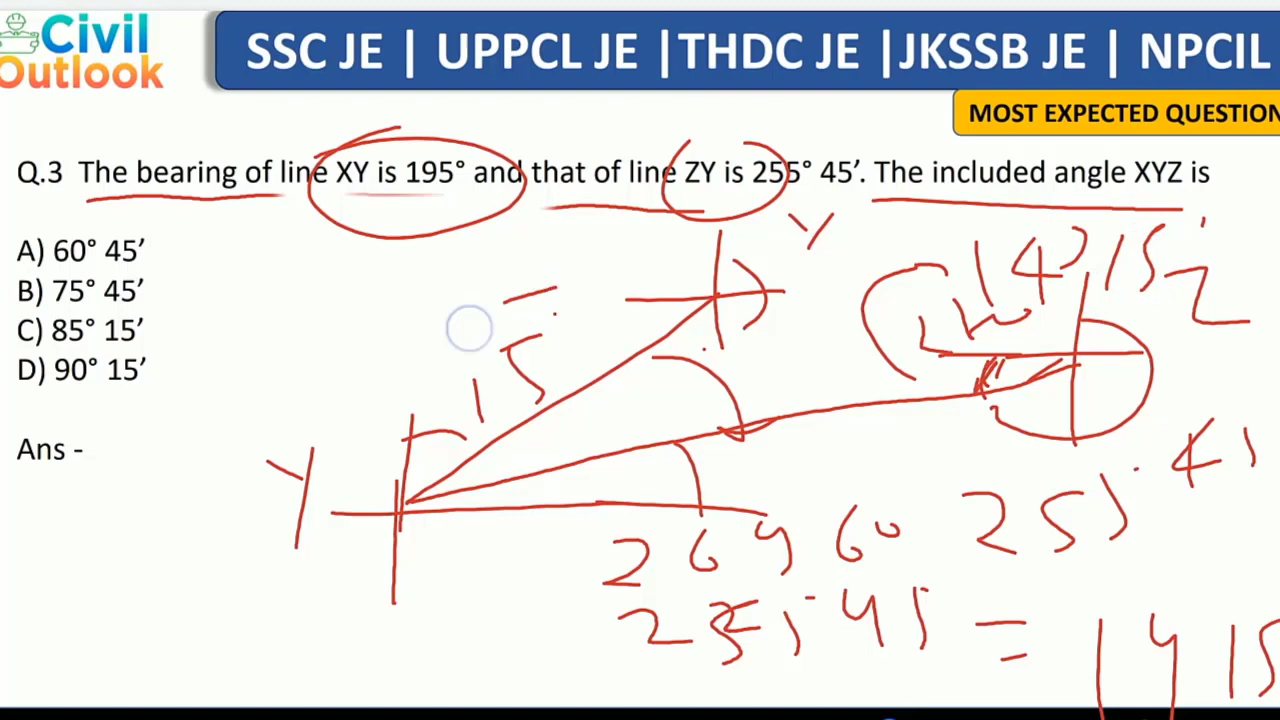 Civil
Outlook
SSC JE | UPPCL JE |THDC JE |JKSSB JE | NPCIL
MOST EXPECTED QUESTION
Q.3 The bearing of line XY is 195° and that of line ZY is 255° 45’. The included angle XYZ is
A) 60° 45’
B) 75° 45’
C) 85° 15’
D) 90° 15’
Ans -
Y
Z
15
Y
269 60
255 45
= 14 15